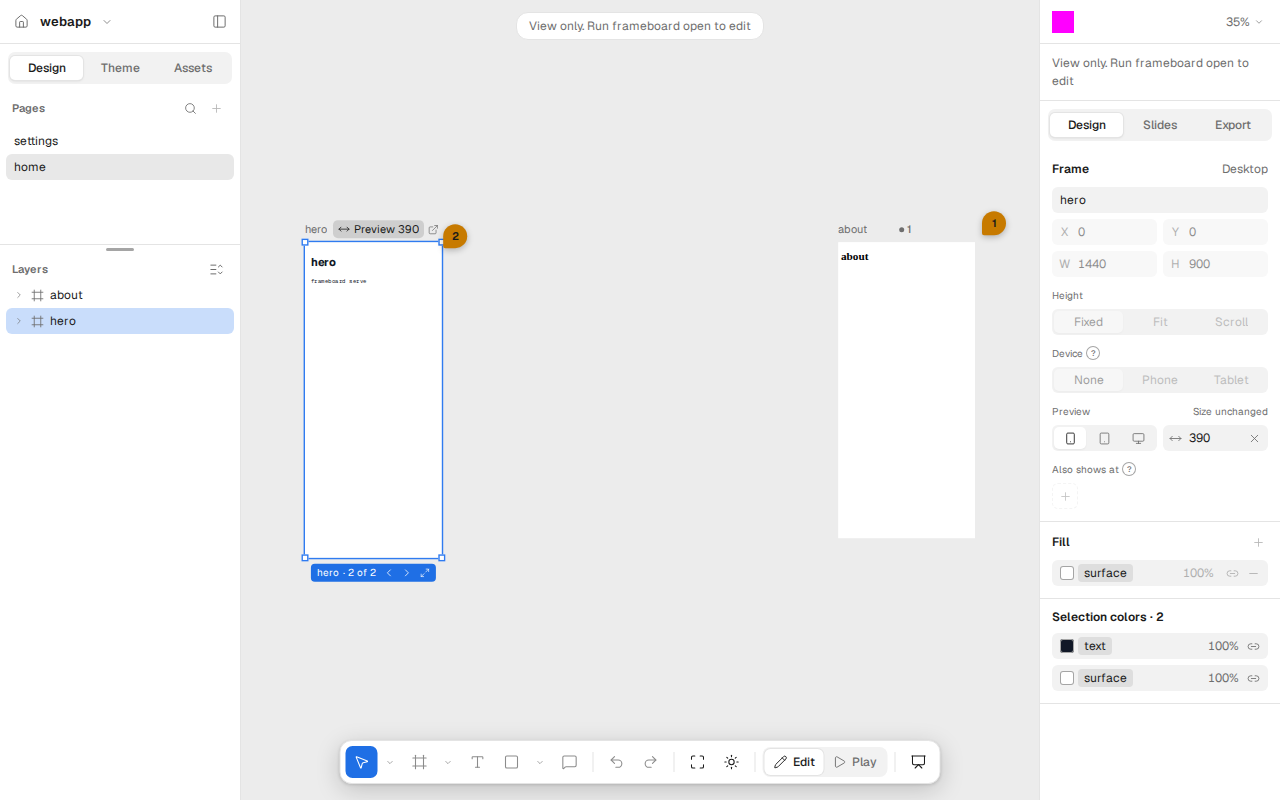 webapp
Design
Theme
Assets
Pages
settings
home
Layers
about
hero
View only. Run frameboard open to edit
hero
Preview 390
2
hero
frameboard serve
hero · 2 of 2
about
1
1
about
Edit
Play
35%
View only. Run frameboard open to
edit
Design
Slides
Export
Frame
Desktop
hero
X 0
Y 0
W 1440
H 900
Height
Fixed
Fit
Scroll
Device ?
None
Phone
Tablet
Preview
Size unchanged
390
Also shows at ?
Fill
surface
100%
Selection colors · 2
text
100%
surface
100%